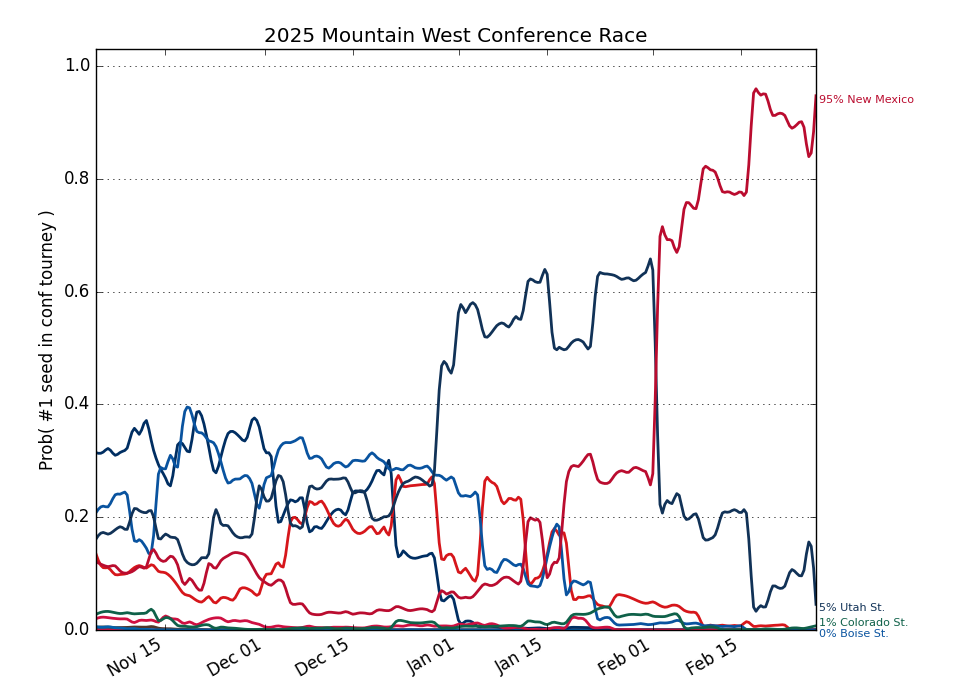 2025 Mountain West Conference Race
Prob( #1 seed in conf tourney )
1.0
0.8
0.6
0.4
0.2
0.0
95% New Mexico
5% Utah St.
1% Colorado St.
0% Boise St.
Nov 15
Dec 01
Dec 15
Jan 01
Jan 15
Feb 01
Feb 15